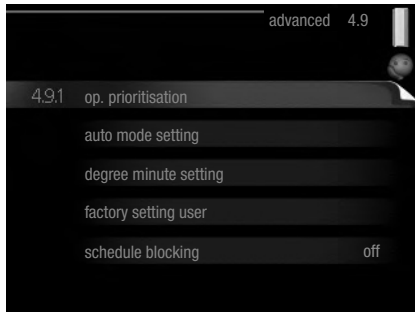 advanced 4.9
4.9.1 op. prioritisation
auto mode setting
degree minute setting
factory setting user
schedule blocking off